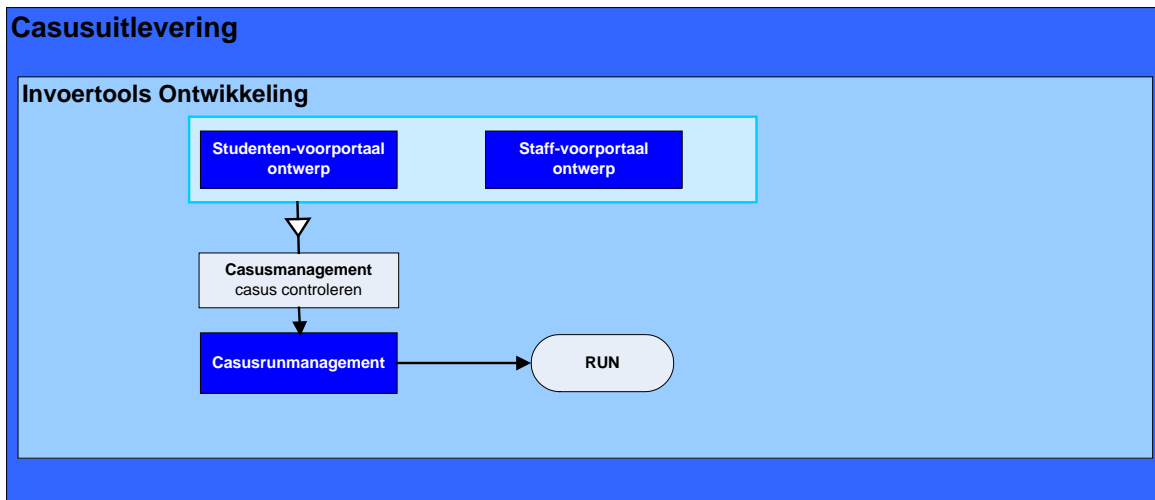 Casusuitlevering
Invoertools Ontwikkeling
Studenten-voorportaal
ontwerp
Staff-voorportaal
ontwerp
Casusmanagement
casus controleren
Casusrunmanagement
RUN